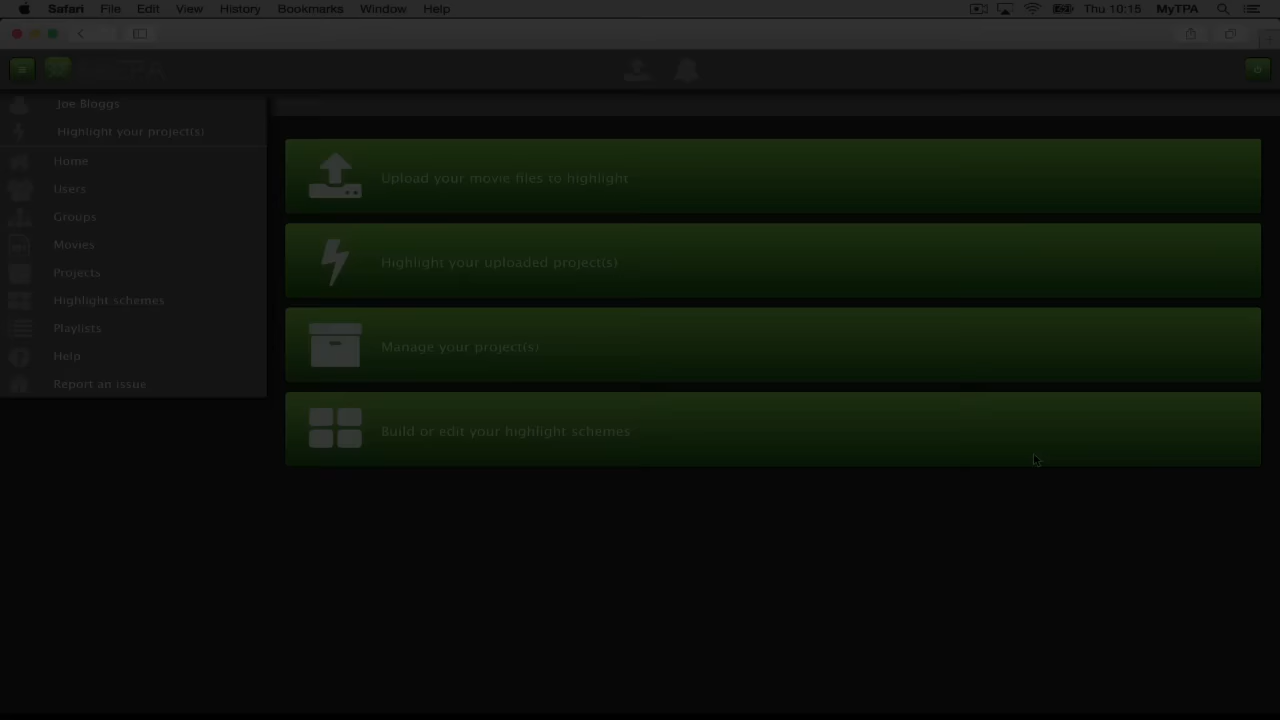 Safari File Edit View History Bookmarks Window Help Thu 10:15 MyTPA
MyTPA
Joe Bloggs
Highlight your project(s)
Home
Users
Groups
Movies
Projects
Highlight schemes
Playlists
Help
Report an issue
Upload your movie files to highlight
Highlight your uploaded project(s)
Manage your project(s)
Build or edit your highlight schemes